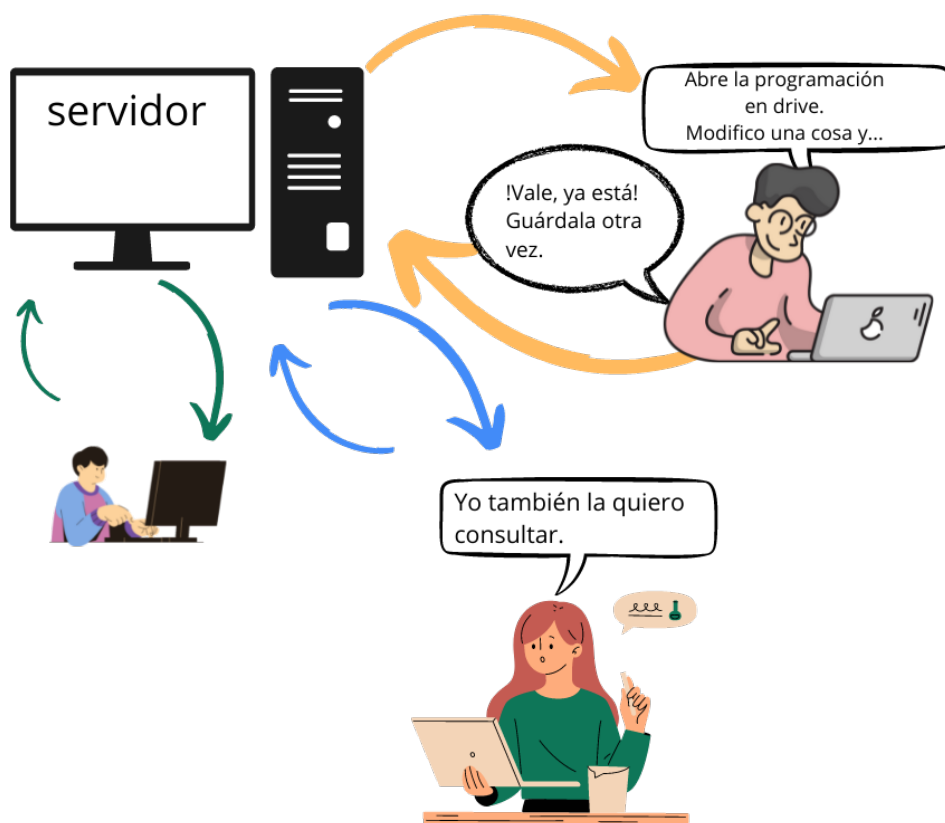 servidor
Abre la programación
en drive.
Modifico una cosa y...
!Vale, ya está!
Guárdala otra
vez.
Yo también la quiero
consultar.